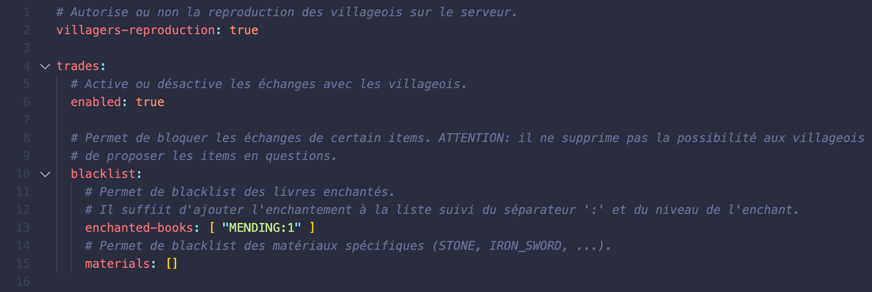 1 # Autorise ou non la reproduction des villageois sur le serveur.
2 villagers-reproduction: true
3
4 trades:
5 # Active ou désactive les échanges avec les villageois.
6 enabled: true
7
8 # Permet de bloquer les échanges de certain items. ATTENTION: il ne supprime pas la possibilité aux villageois
9 # de proposer les items en questions.
10 blacklist:
11 # Permet de blacklist des livres enchantés.
12 # Il suffiit d'ajouter l'enchantement à la liste suivi du séparateur ':' et du niveau de l'enchant.
13 enchanted-books: [ "MENDING:1" ]
14 # Permet de blacklist des matériaux spécifiques (STONE, IRON_SWORD, ...).
15 materials: []
16